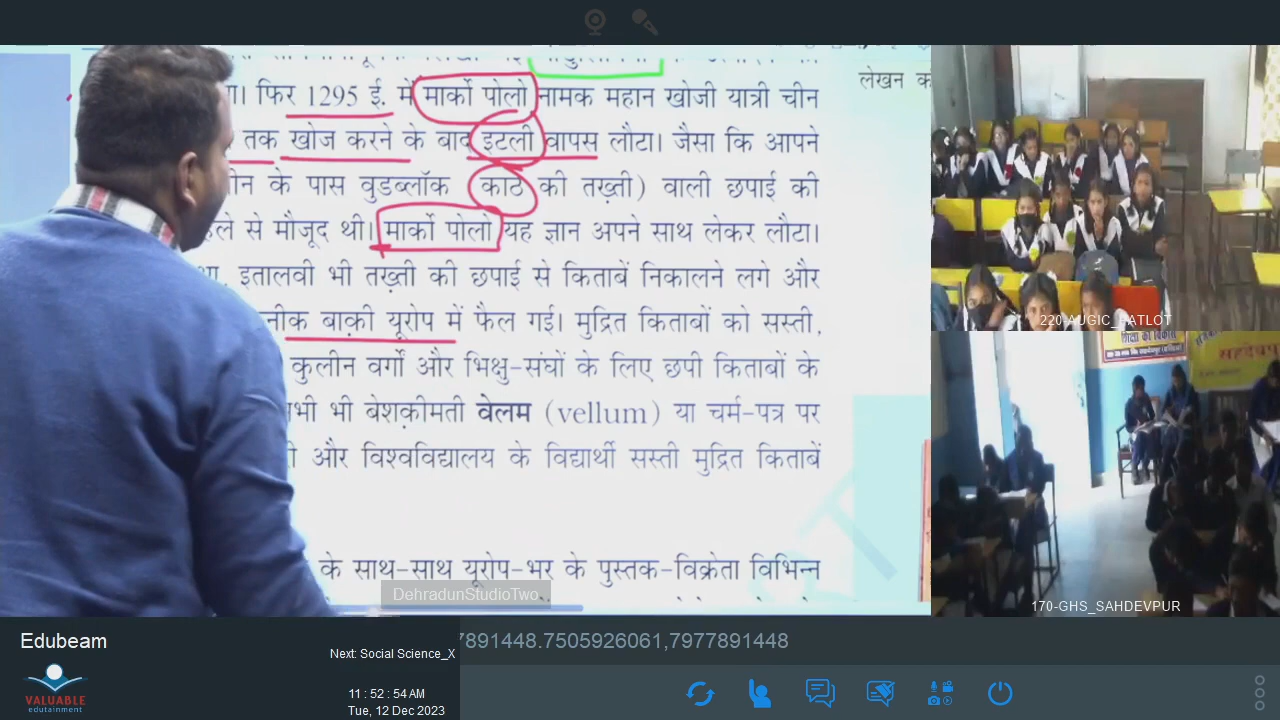 लेखन क
ा। फिर 1295 ई. में मार्को पोलो नामक महान खोजी यात्री चीन
तक खोज करने के बाद इटली वापस लौटा। जैसा कि आपने
के पास वुडब्लॉक (काठ की तख़्ती) वाली छपाई की
से मौजूद थी। मार्को पोलो यह ज्ञान अपने साथ लेकर लौटा।
इतालवी भी तख़्ती की छपाई से किताबें निकालने लगे और
बाक़ी यूरोप में फैल गई। मुद्रित किताबों को सस्ती,
कुलीन वर्गों और भिक्षु-संघों के लिए छपी किताबों के
भी बेशक़ीमती वेलम (vellum) या चर्म-पत्र पर
और विश्वविद्यालय के विद्यार्थी सस्ती मुद्रित किताबें
के साथ-साथ यूरोप-भर के पुस्तक-विक्रेता विभिन्न
DehradunStudioTwo
220-AUGIC_PATLOT
170-GHS_SAHDEVPUR
Edubeam
7891448.7505926061,7977891448
Next: Social Science_X
VALUABLE
edutainment
11 : 52 : 54 AM
Tue, 12 Dec 2023